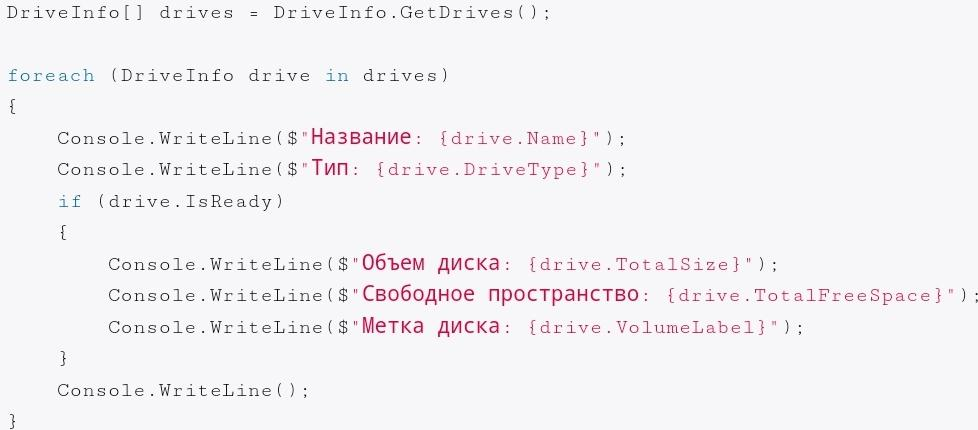 DriveInfo[] drives = DriveInfo.GetDrives();
foreach (DriveInfo drive in drives)
{
    Console.WriteLine($"Название: {drive.Name}");
    Console.WriteLine($"Тип: {drive.DriveType}");
    if (drive.IsReady)
    {
        Console.WriteLine($"Объем диска: {drive.TotalSize}");
        Console.WriteLine($"Свободное пространство: {drive.TotalFreeSpace}");
        Console.WriteLine($"Метка диска: {drive.VolumeLabel}");
    }
    Console.WriteLine();
}